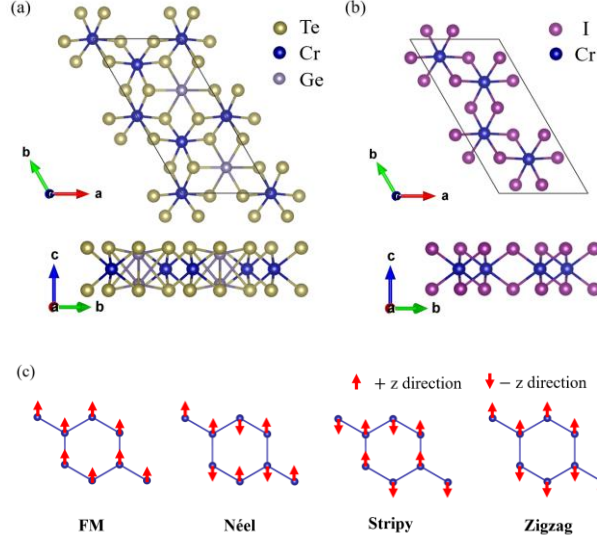 (a)
Te
Cr
Ge
b
c
a
c
a
b
(b)
I
Cr
b
c
a
c
a
b
(c)
+ z direction
− z direction
FM
Néel
Stripy
Zigzag